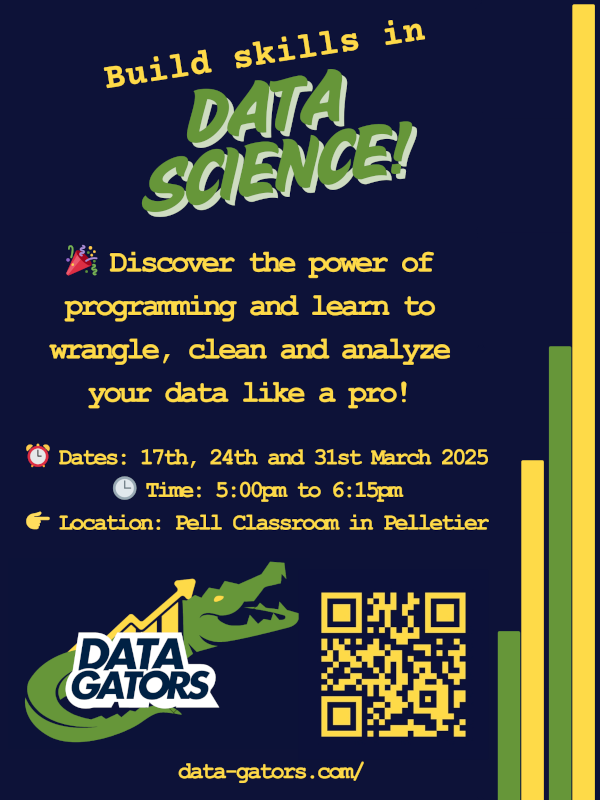 Build skills in
DATA
SCIENCE!
🎉 Discover the power of
programming and learn to
wrangle, clean and analyze
your data like a pro!
⏰ Dates: 17th, 24th and 31st March 2025
🕒 Time: 5:00pm to 6:15pm
👉 Location: Pell Classroom in Pelletier
DATA
GATORS
data-gators.com/